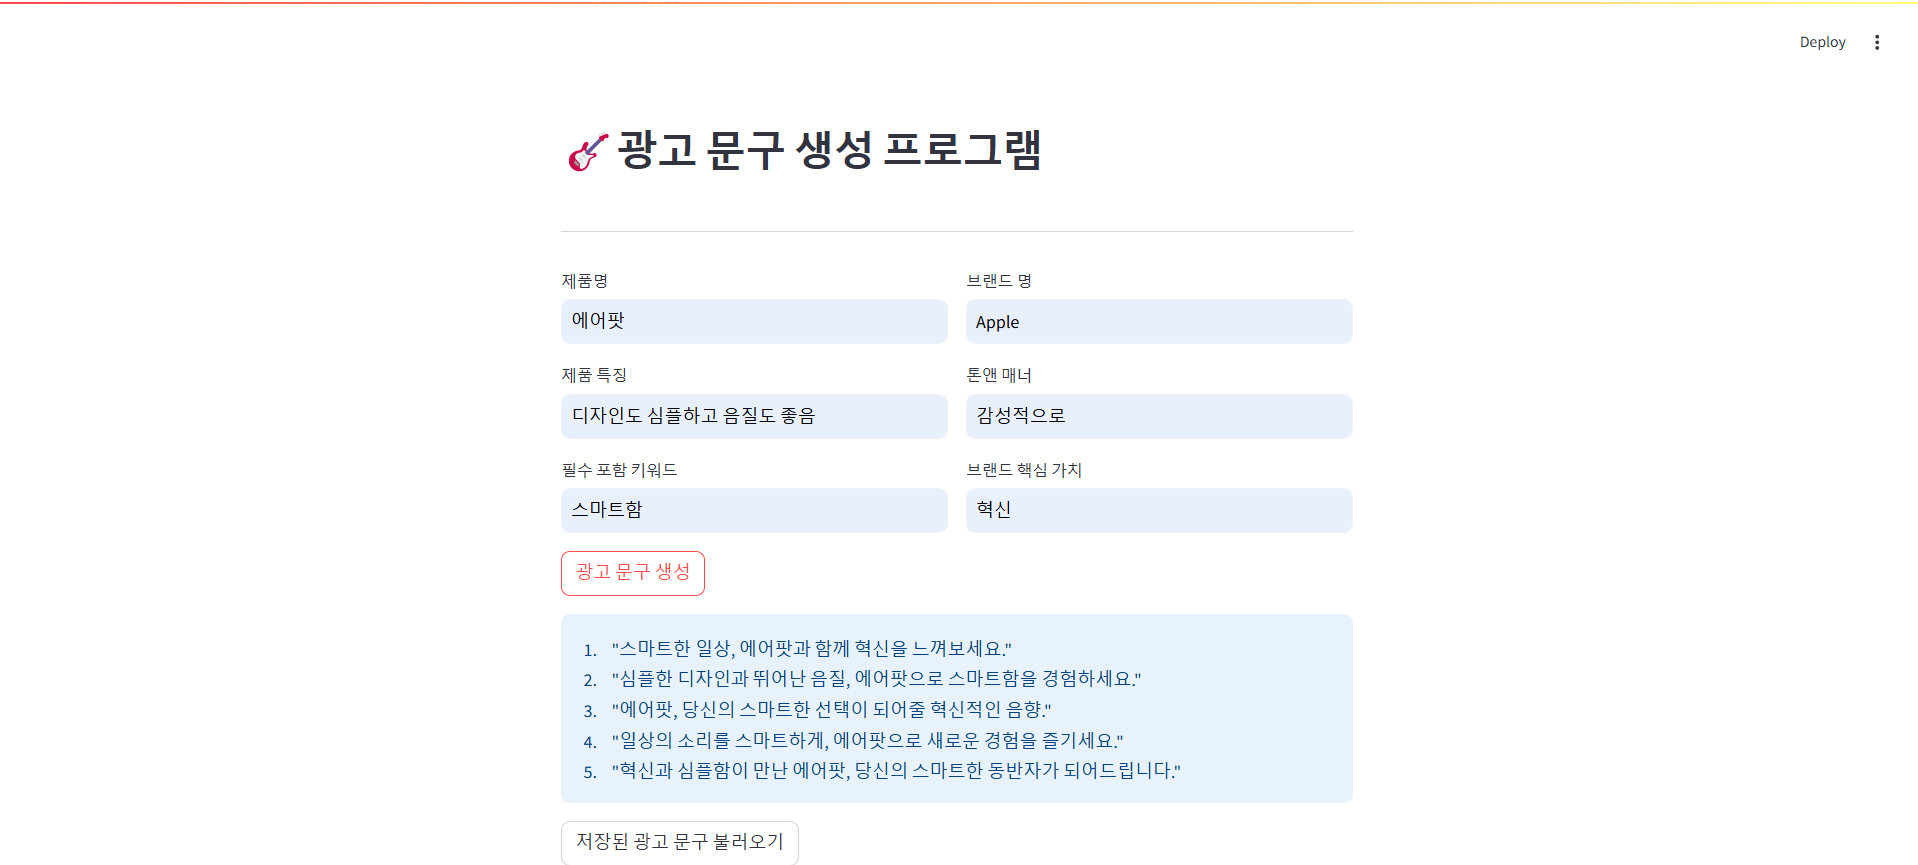 Deploy
광고 문구 생성 프로그램
제품명
브랜드 명
에어팟
Apple
제품 특징
톤앤 매너
디자인도 심플하고 음질도 좋음
감성적으로
필수 포함 키워드
브랜드 핵심 가치
스마트함
혁신
광고 문구 생성
1. "스마트한 일상, 에어팟과 함께 혁신을 느껴보세요."
2. "심플한 디자인과 뛰어난 음질, 에어팟으로 스마트함을 경험하세요."
3. "에어팟, 당신의 스마트한 선택이 되어줄 혁신적인 음향."
4. "일상의 소리를 스마트하게, 에어팟으로 새로운 경험을 즐기세요."
5. "혁신과 심플함이 만난 에어팟, 당신의 스마트한 동반자가 되어드립니다."
저장된 광고 문구 불러오기